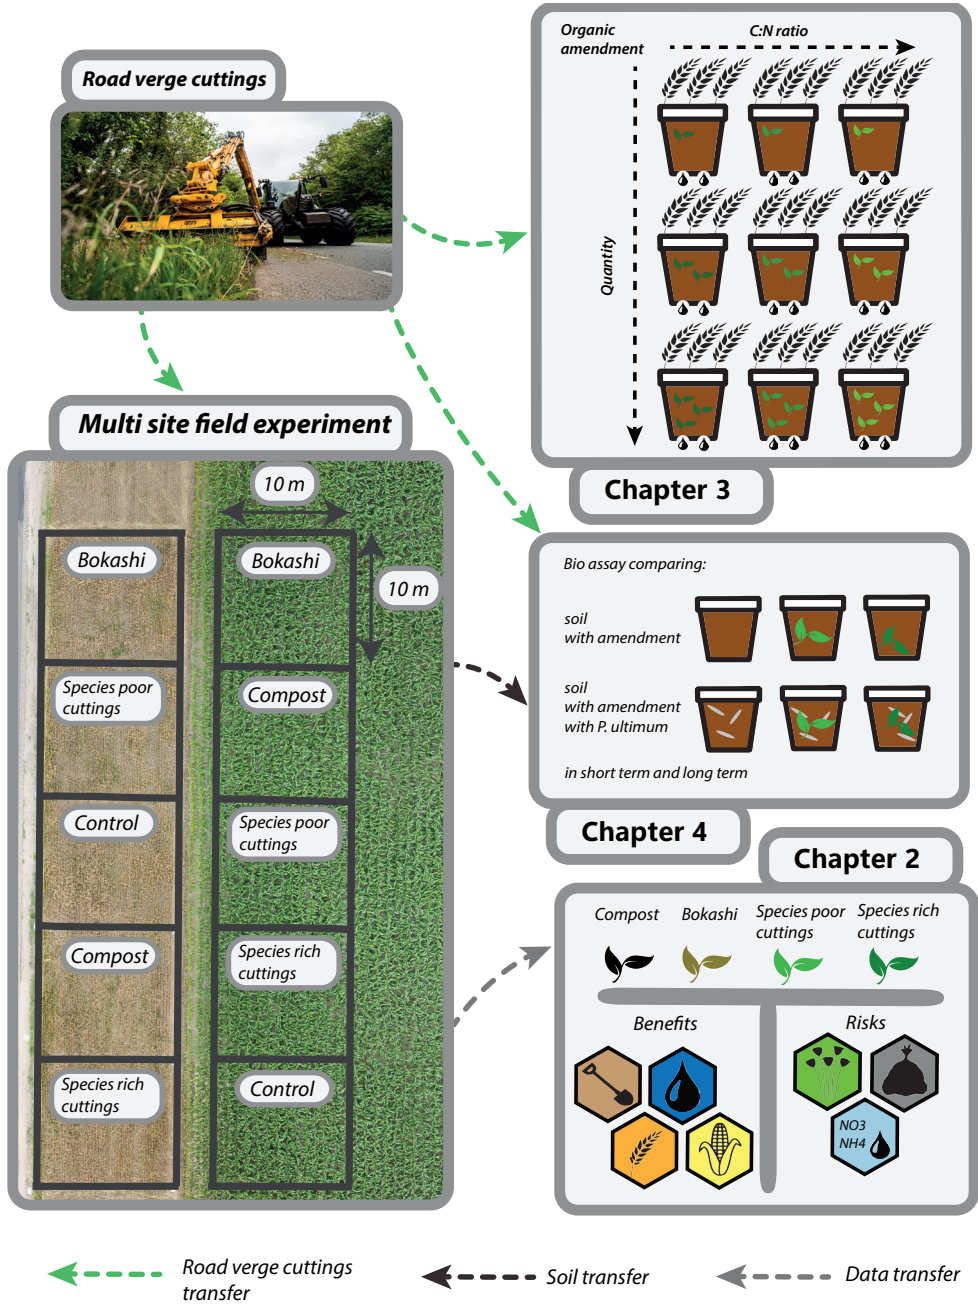 Road verge cuttings
Organic
amendment
C:N ratio
Quantity
Chapter 3
Multi site field experiment
10 m
10 m
Bokashi
Species poor
cuttings
Control
Compost
Species rich
cuttings
Bokashi
Compost
Species poor
cuttings
Species rich
cuttings
Control
Bio assay comparing:
soil
with amendment
soil
with amendment
with P. ultimum
in short term and long term
Chapter 4
Chapter 2
Compost
Bokashi
Species poor
cuttings
Species rich
cuttings
Benefits
Risks
NO3
NH4
Road verge cuttings
transfer
Soil transfer
Data transfer